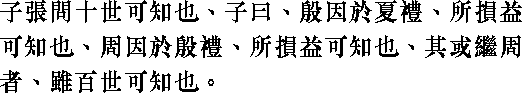 子張問十世可知也、子曰、殷因於夏禮、所損益
可知也、周因於殷禮、所損益可知也、其或繼周
者、雖百世可知也。